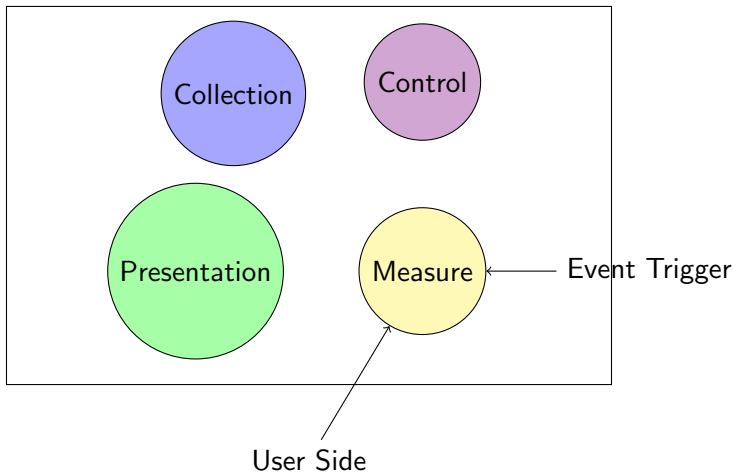 Collection
Control
Presentation
Measure
Event Trigger
User Side